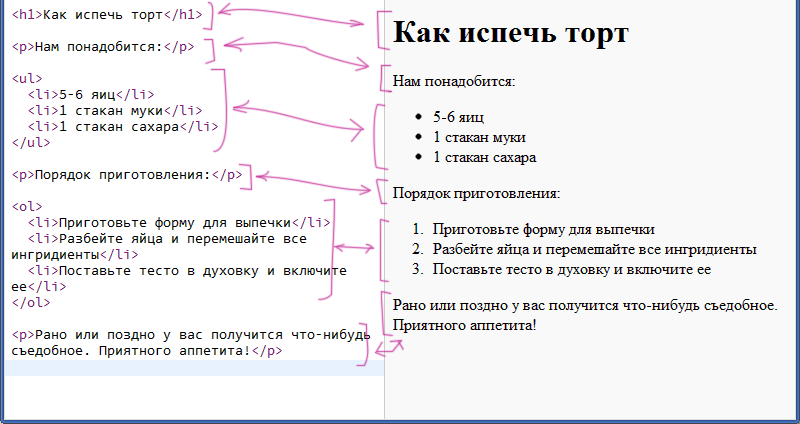 <h1>Как испечь торт</h1>
<p>Нам понадобится:</p>
<ul>
<li>5-6 яиц</li>
<li>1 стакан муки</li>
<li>1 стакан сахара</li>
</ul>
<p>Порядок приготовления:</p>
<ol>
<li>Приготовьте форму для выпечки</li>
<li>Разбейте яйца и перемешайте все
ингридиенты</li>
<li>Поставьте тесто в духовку и включите
ее</li>
</ol>
<p>Рано или поздно у вас получится что-нибудь
съедобное. Приятного аппетита!</p>
Как испечь торт
Нам понадобится:
• 5-6 яиц
• 1 стакан муки
• 1 стакан сахара
Порядок приготовления:
1. Приготовьте форму для выпечки
2. Разбейте яйца и перемешайте все ингридиенты
3. Поставьте тесто в духовку и включите ее
Рано или поздно у вас получится что-нибудь съедобное.
Приятного аппетита!